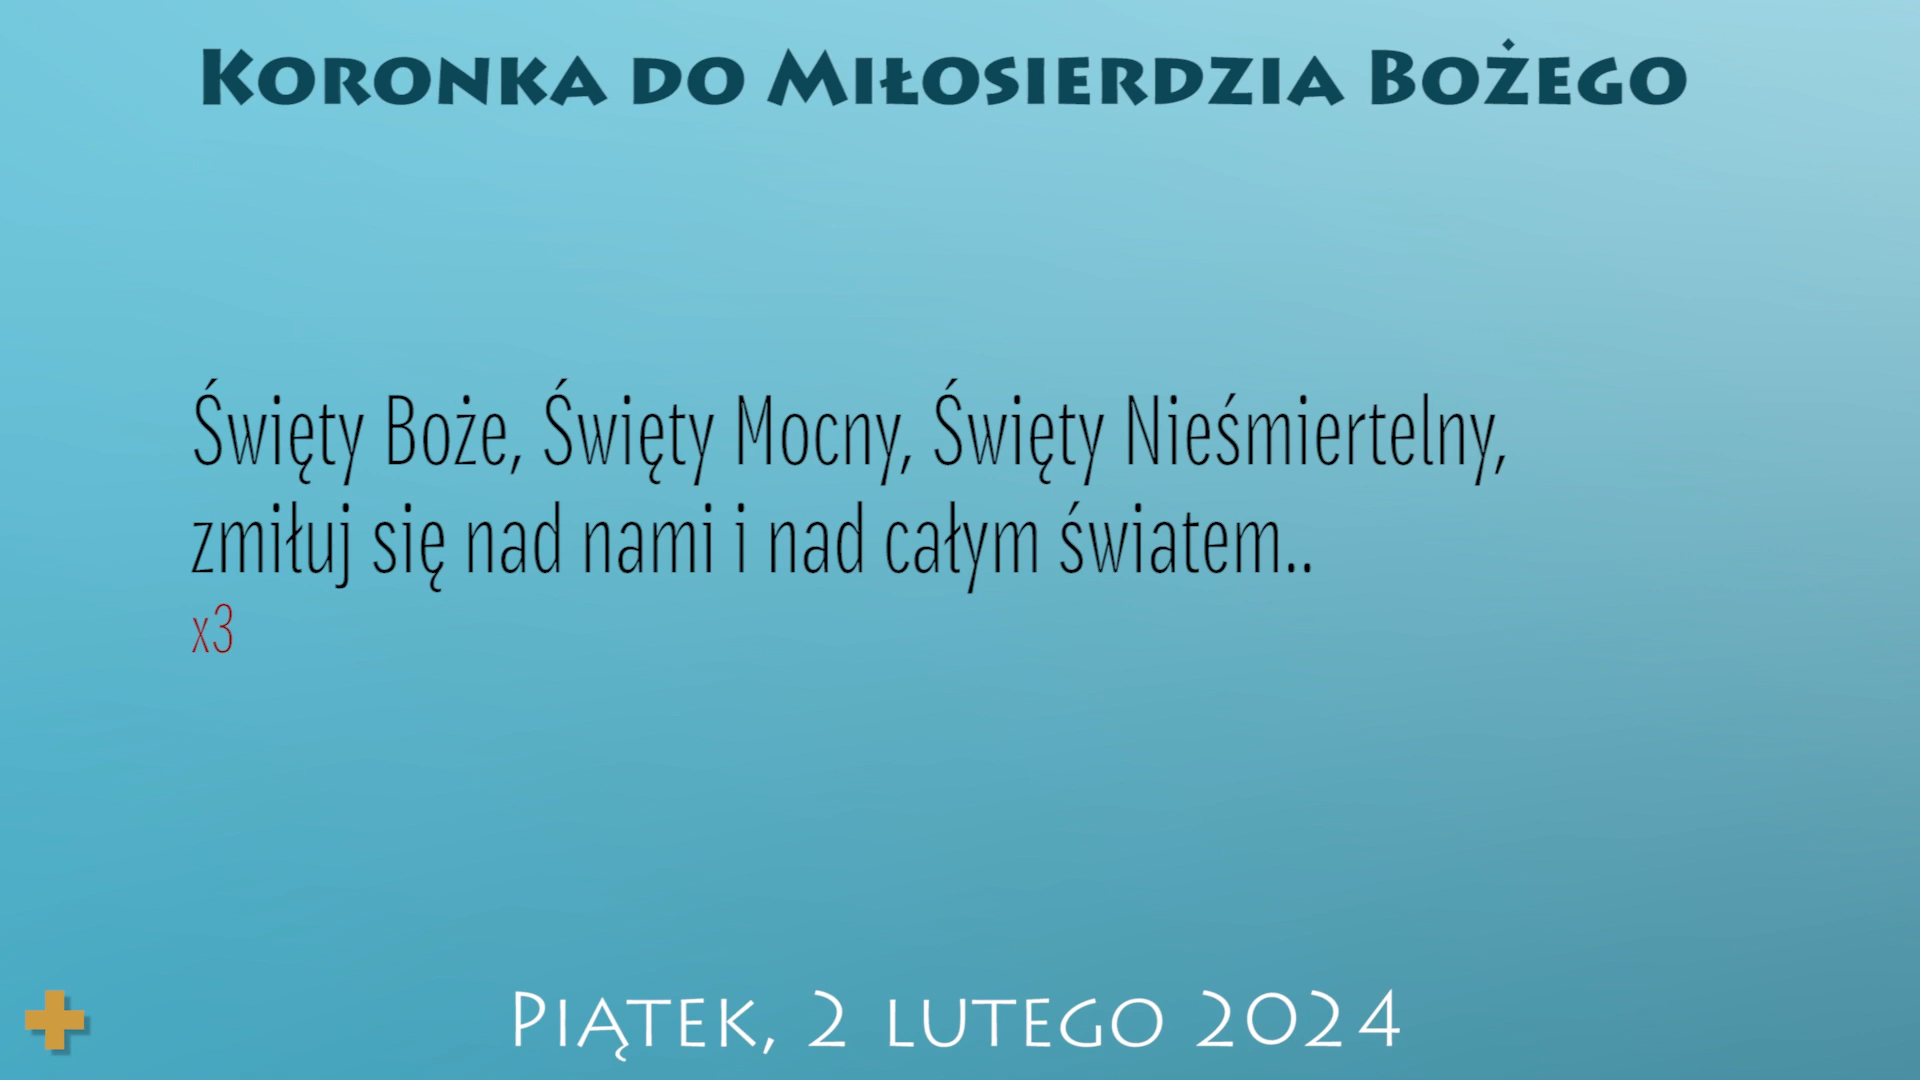 Koronka do Miłosierdzia Bożego
Święty Boże, Święty Mocny, Święty Nieśmiertelny,
zmiłuj się nad nami i nad całym światem..
x3
Piątek, 2 lutego 2024